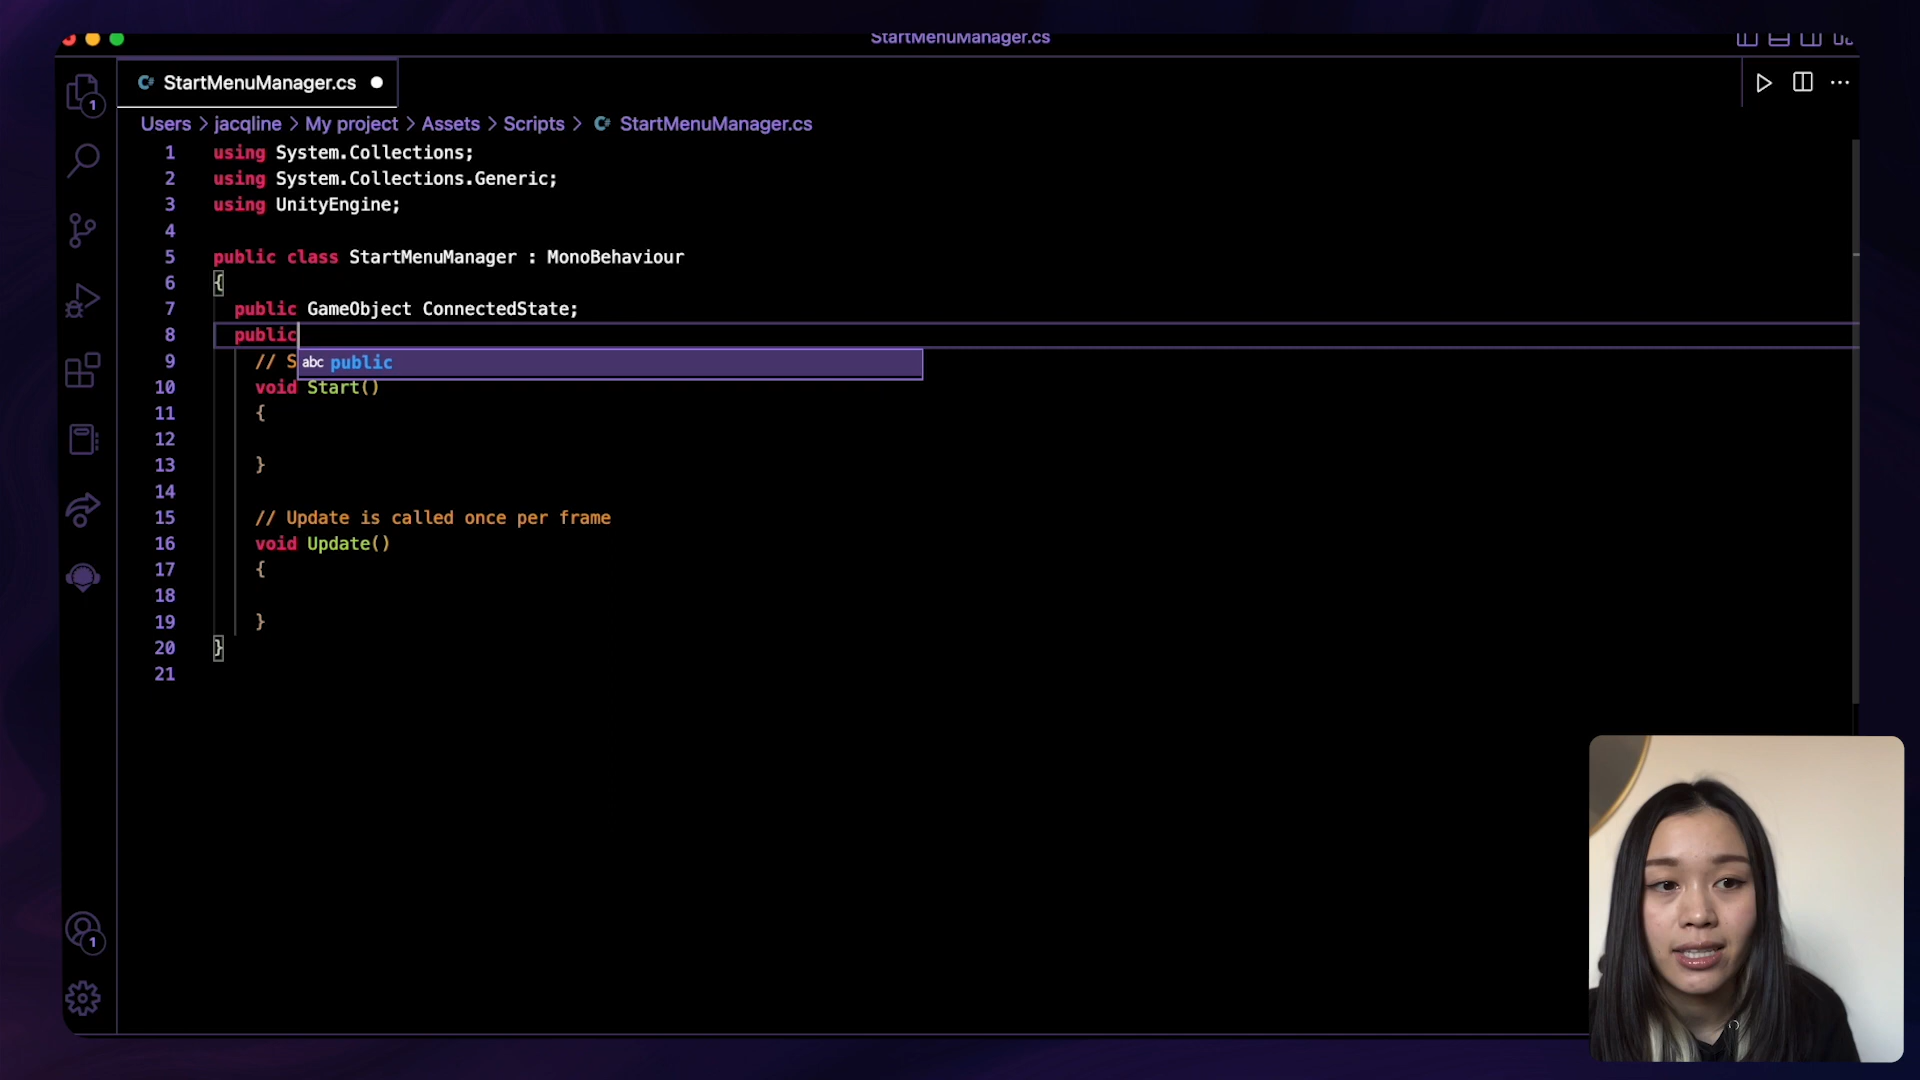 StartMenuManager.cs
StartMenuManager.cs
Users > jacqline > My project > Assets > Scripts > StartMenuManager.cs
1 using System.Collections;
2 using System.Collections.Generic;
3 using UnityEngine;
4
5 public class StartMenuManager : MonoBehaviour
6 {
7 public GameObject ConnectedState;
8 public
9 // S
abc public
10 void Start()
11 {
12
13 }
14
15 // Update is called once per frame
16 void Update()
17 {
18
19 }
20 }
21
1
1